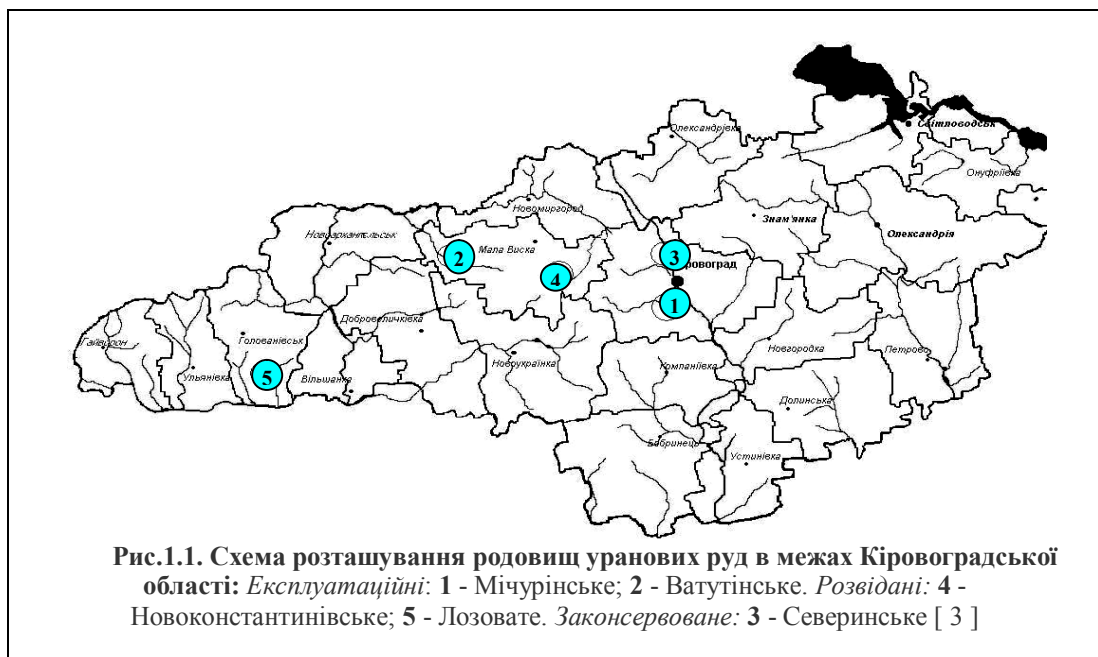 Олександрівка
Світловодськ
Онуфріївка
Новомиргород
Знам'янка
Новоархангельськ
Мала Виска
Олександрія
2
3
4
Кіровоград
1
Добровеличківка
Гайворон
Голованівськ
Новгородка
Новоукраїнка
Петрово
Компаніївка
Ульянівка
5
Вільшанка
Долинська
Бобринець
Устинівка
Рис.1.1. Схема розташування родовищ уранових руд в межах Кіровоградської
області: Експлуатаційні: 1 - Мічурінське; 2 - Ватутінське. Розвідані: 4 -
Новоконстантинівське; 5 - Лозовате. Законсервоване: 3 - Северинське [ 3 ]